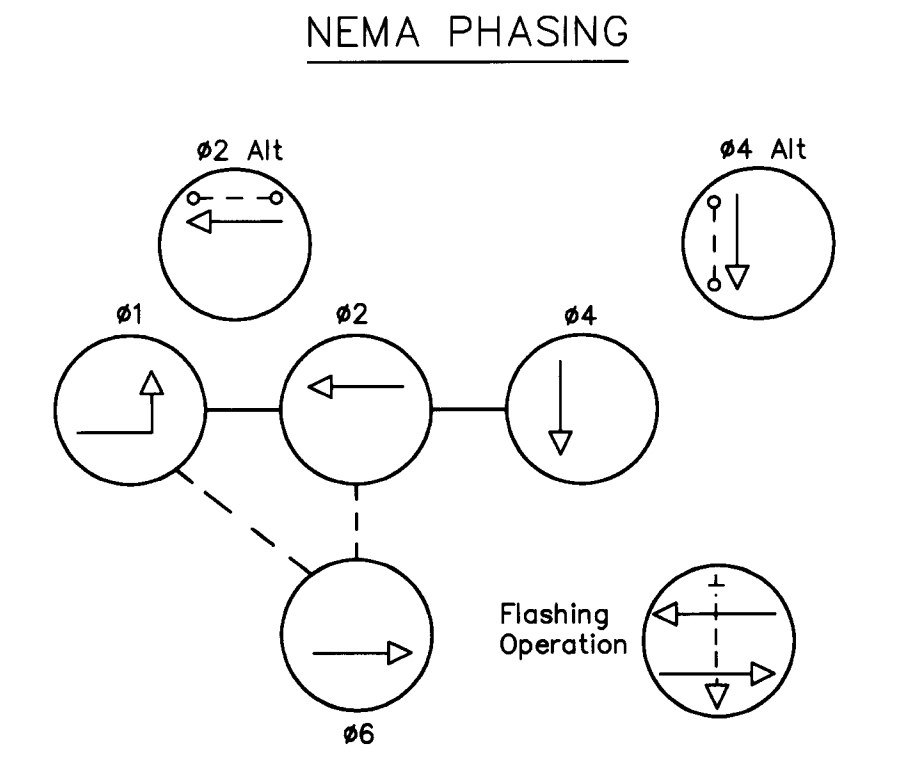 NEMA PHASING
ø2 Alt
ø4 Alt
ø1
ø2
ø4
Flashing
Operation
ø6